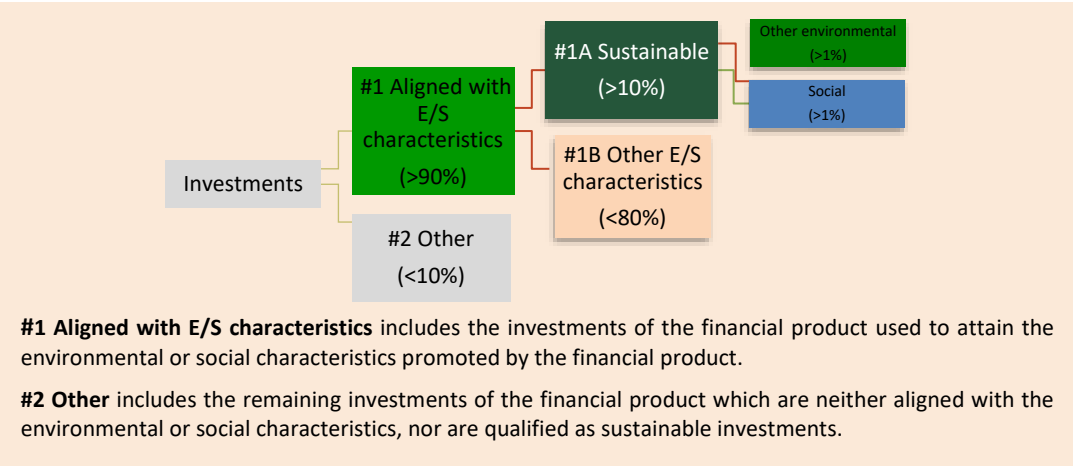 Other environmental
(>1%)
#1A Sustainable
(>10%)
Social
(>1%)
#1 Aligned with
E/S
characteristics
(>90%)
#1B Other E/S
characteristics
(<80%)
Investments
#2 Other
(<10%)
#1 Aligned with E/S characteristics includes the investments of the financial product used to attain the
environmental or social characteristics promoted by the financial product.
#2 Other includes the remaining investments of the financial product which are neither aligned with the
environmental or social characteristics, nor are qualified as sustainable investments.